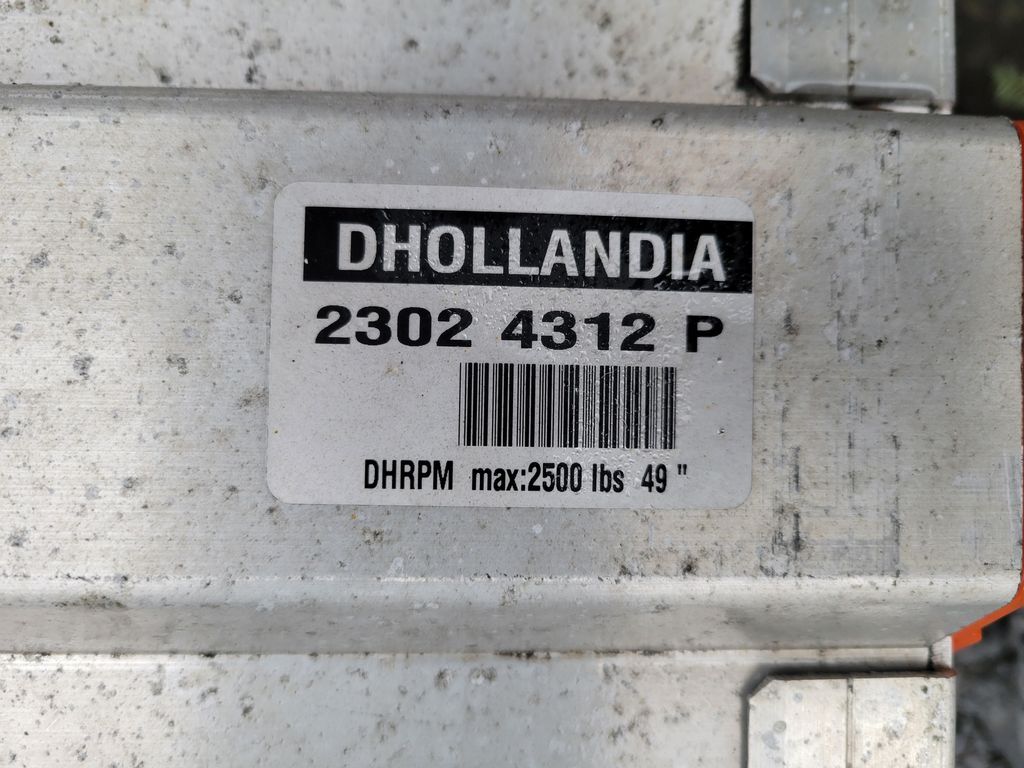 DHOLLANDIA
2302 4312 P
DHRPM max:2500 lbs 49 "